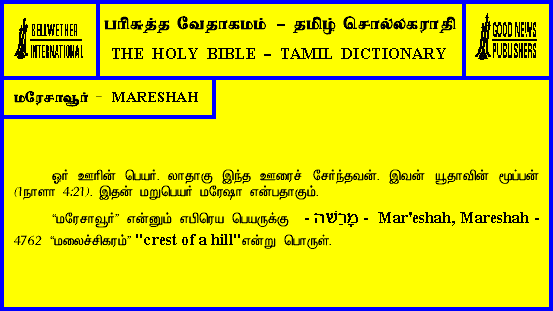 BELLWETHER
INTERNATIONAL
பரிசுத்த வேதாகமம் – தமிழ் சொல்லகராதி
THE HOLY BIBLE – TAMIL DICTIONARY
GOOD NEWS
PUBLISHERS
மரேசாவூர் – MARESHAH
ஓர் ஊரின் பெயர். லாதாகு இந்த ஊரைச் சேர்ந்தவன். இவன் யூதாவின் மூப்பன்
(1நாளா 4:21). இதன் மறுபெயர் மரேஷா என்பதாகும்.
“மரேசாவூர்” என்னும் எபிரெய பெயருக்கு - מָרֵשָׁה - Mar'eshah, Mareshah -
4762 “மலைச்சிகரம்” "crest of a hill"என்று பொருள்.